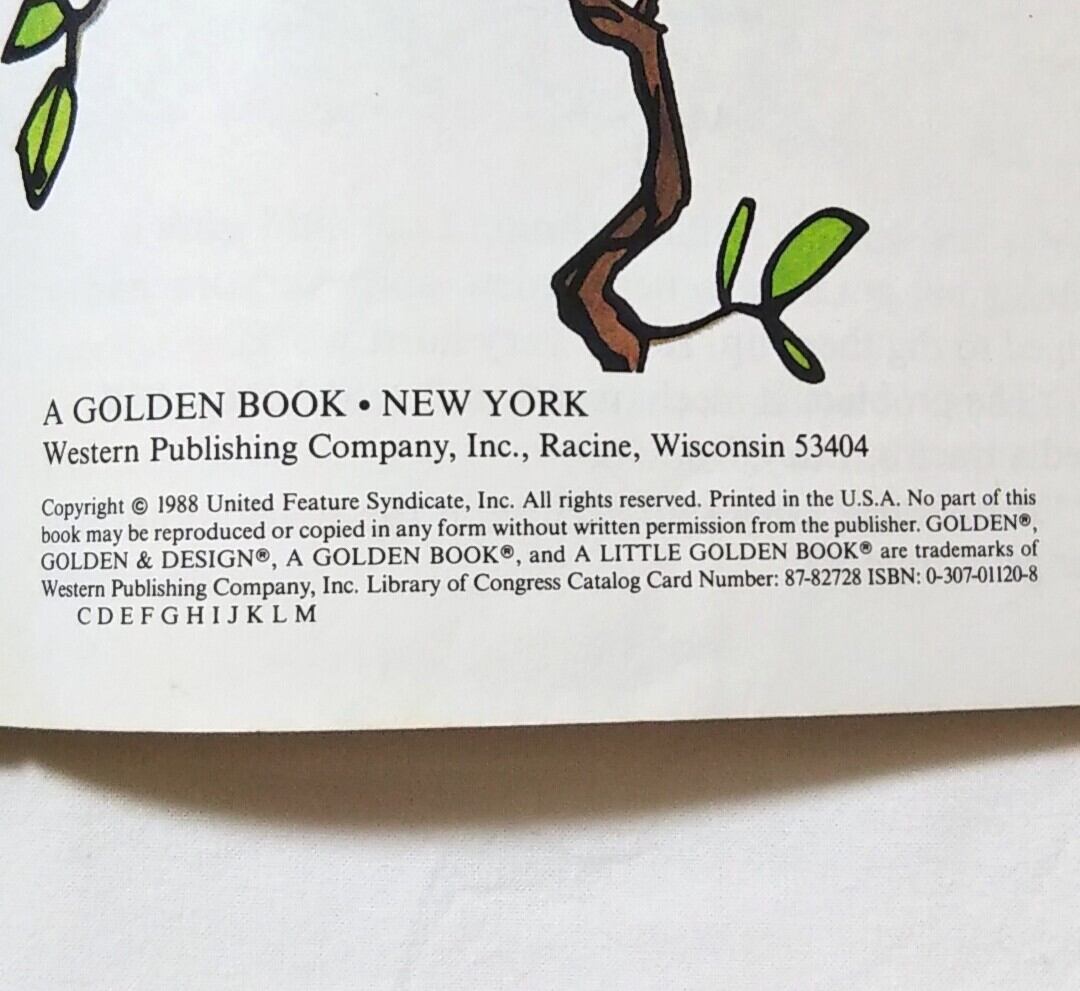 A GOLDEN BOOK • NEW YORK
Western Publishing Company, Inc., Racine, Wisconsin 53404
Copyright © 1988 United Feature Syndicate, Inc. All rights reserved. Printed in the U.S.A. No part of this
book may be reproduced or copied in any form without written permission from the publisher. GOLDEN®,
GOLDEN & DESIGN®, A GOLDEN BOOK®, and A LITTLE GOLDEN BOOK® are trademarks of
Western Publishing Company, Inc. Library of Congress Catalog Card Number: 87-82728 ISBN: 0-307-01120-8
C D E F G H I J K L M